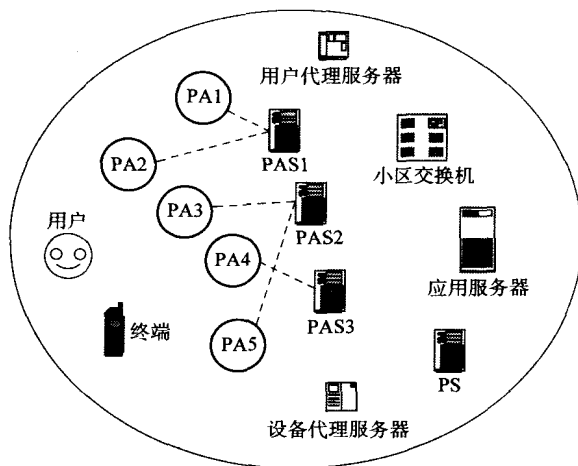 用户代理服务器
PA1
PAS1
PA2
小区交换机
PA3
PAS2
用户
PA4
应用服务器
PAS3
终端
PA5
PS
设备代理服务器